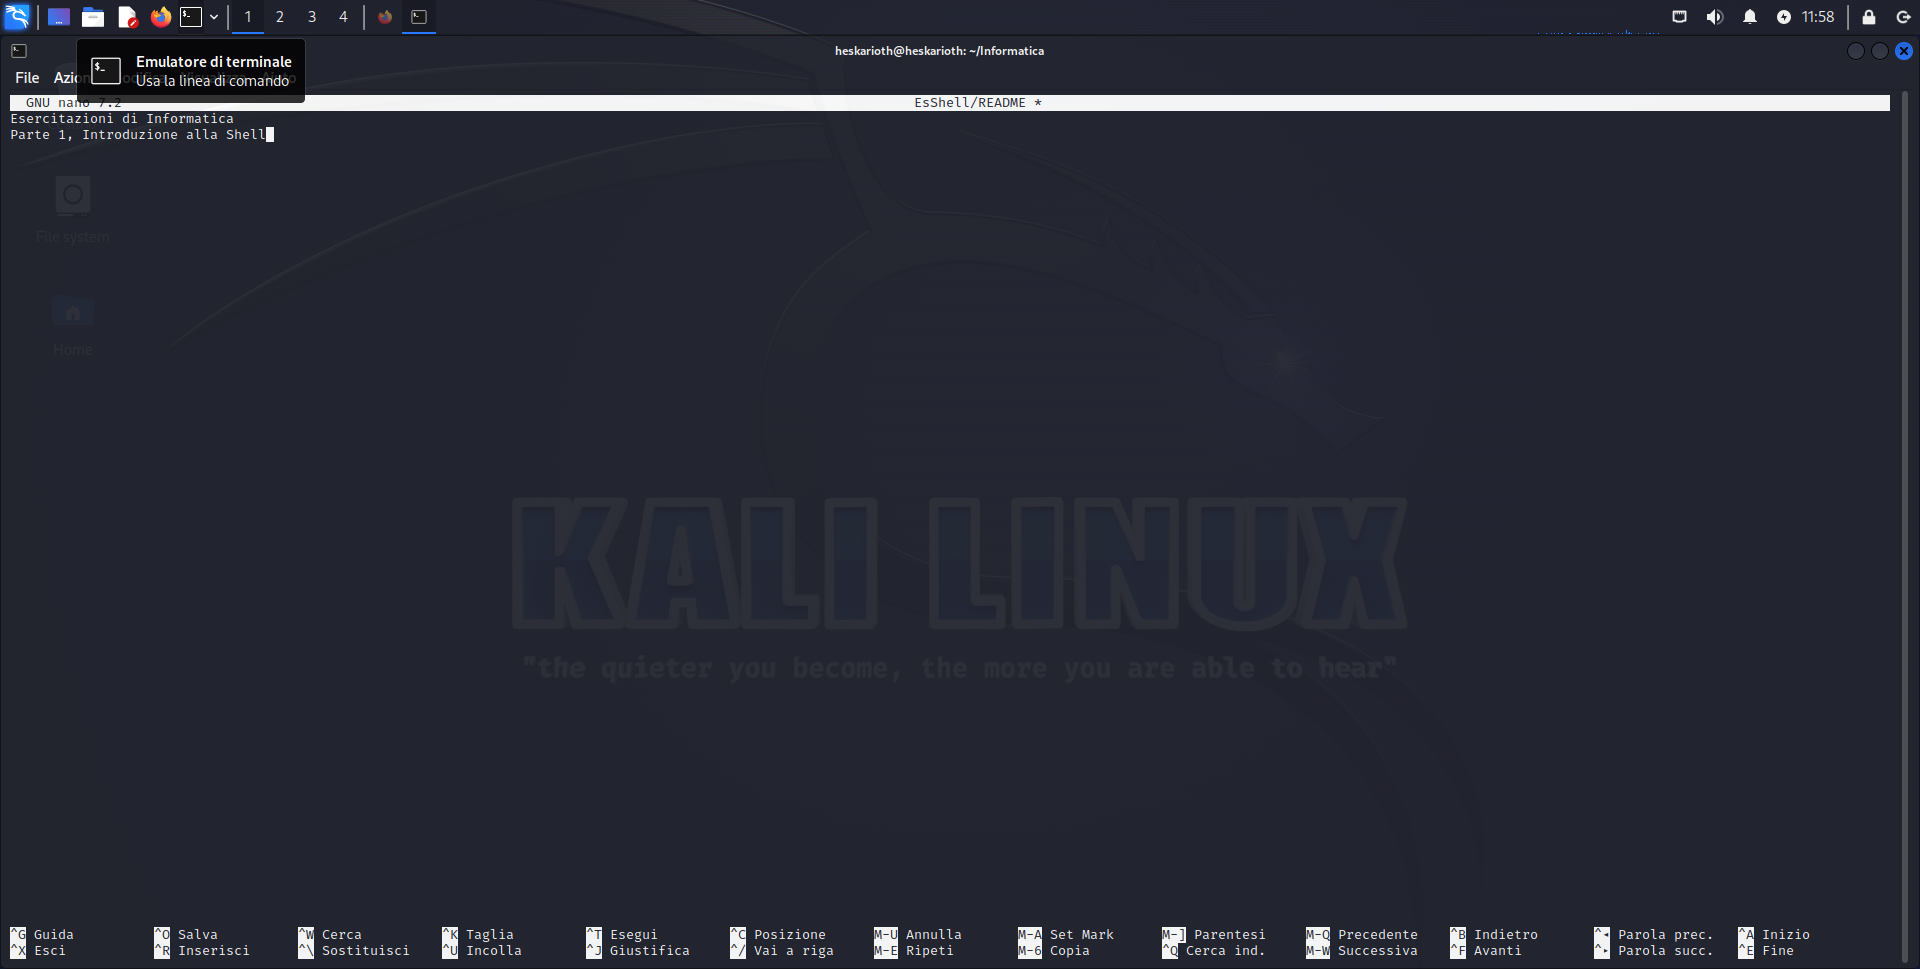 1 2 3 4 11:58
heskarioth@heskarioth: ~/Informatica
Emulatore di terminale
File
Usa la linea di comando
GNU nano 7.2 EsShell/README *
Esercitazioni di Informatica
Parte 1, Introduzione alla Shell
File system
Home
KALI LINUX
"the quieter you become, the more you are able to hear"
^G Guida ^O Salva ^W Cerca ^K Taglia ^T Esegui ^C Posizione M-U Annulla M-A Set Mark M-] Parentesi M-Q Precedente ^B Indietro ^◂ Parola prec. ^A Inizio
^X Esci ^R Inserisci ^\ Sostituisci ^U Incolla ^J Giustifica ^/ Vai a riga M-E Ripeti M-6 Copia ^Q Cerca ind. M-W Successiva ^F Avanti ^▸ Parola succ. ^E Fine